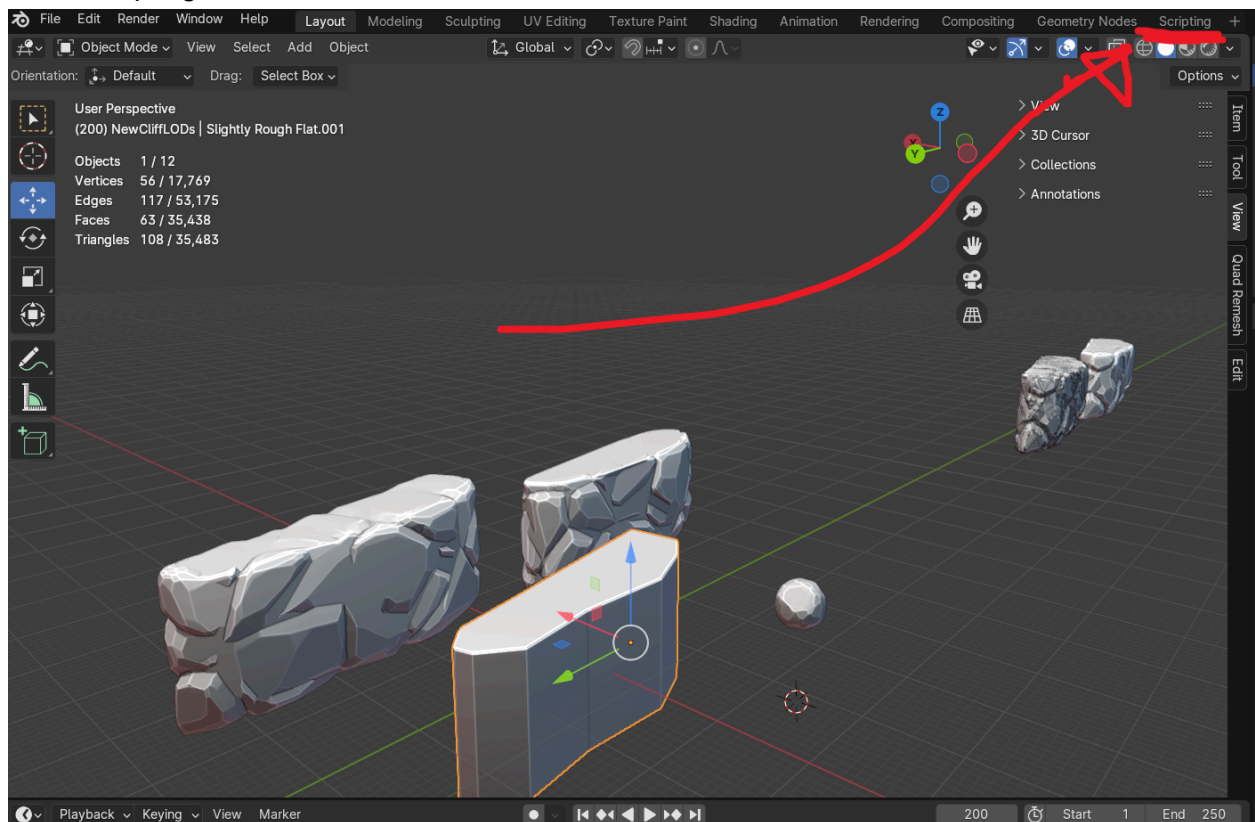 File Edit Render Window Help Layout Modeling Sculpting UV Editing Texture Paint Shading Animation Rendering Compositing Geometry Nodes Scripting +
Object Mode View Select Add Object Global
Orientation: Default Drag: Select Box Options
User Perspective
(200) NewCliffLODs | Slightly Rough Flat.001
Objects 1 / 12
Vertices 56 / 17,769
Edges 117 / 53,175
Faces 63 / 35,438
Triangles 108 / 35,483
Z
X
Y
View
3D Cursor
Collections
Annotations
Item
Tool
View
Quad Remesh
Edit
Playback Keying View Marker 200 Start 1 End 250